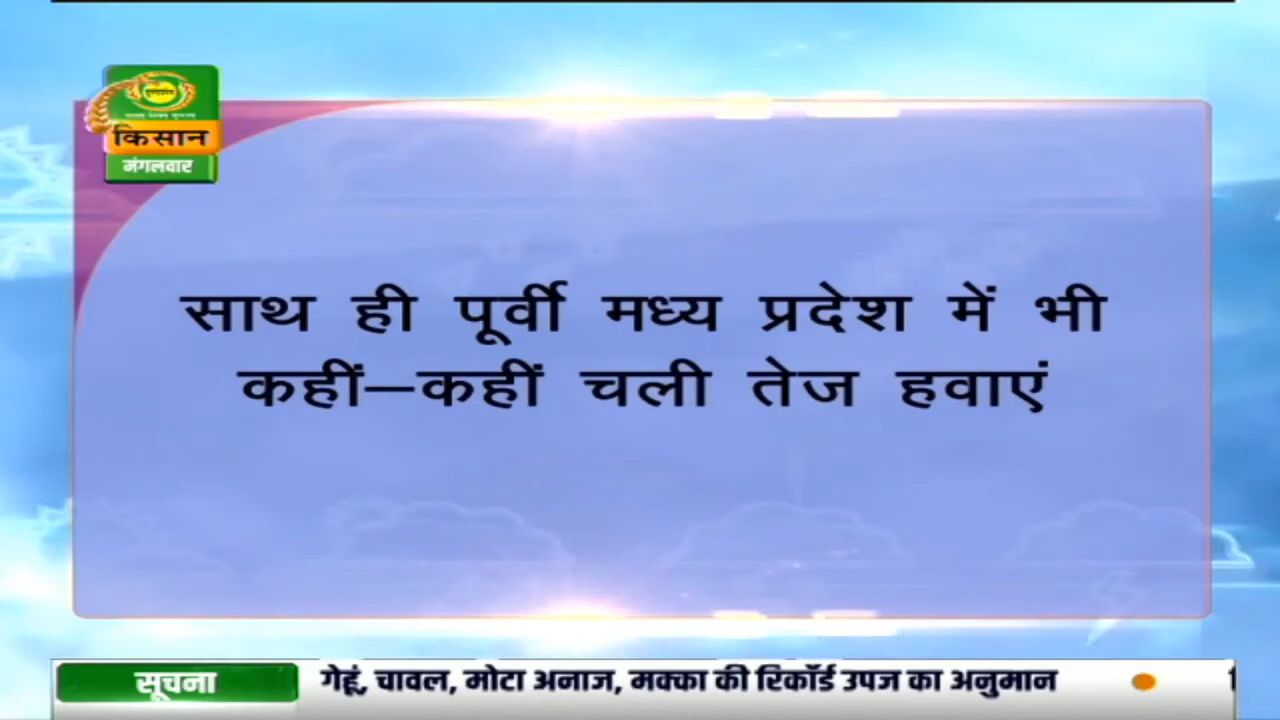 किसान
मंगलवार
साथ ही पूर्वी मध्य प्रदेश में भी
कहीं–कहीं चली तेज हवाएं
सूचना
गेहूं, चावल, मोटा अनाज, मक्का की रिकॉर्ड उपज का अनुमान